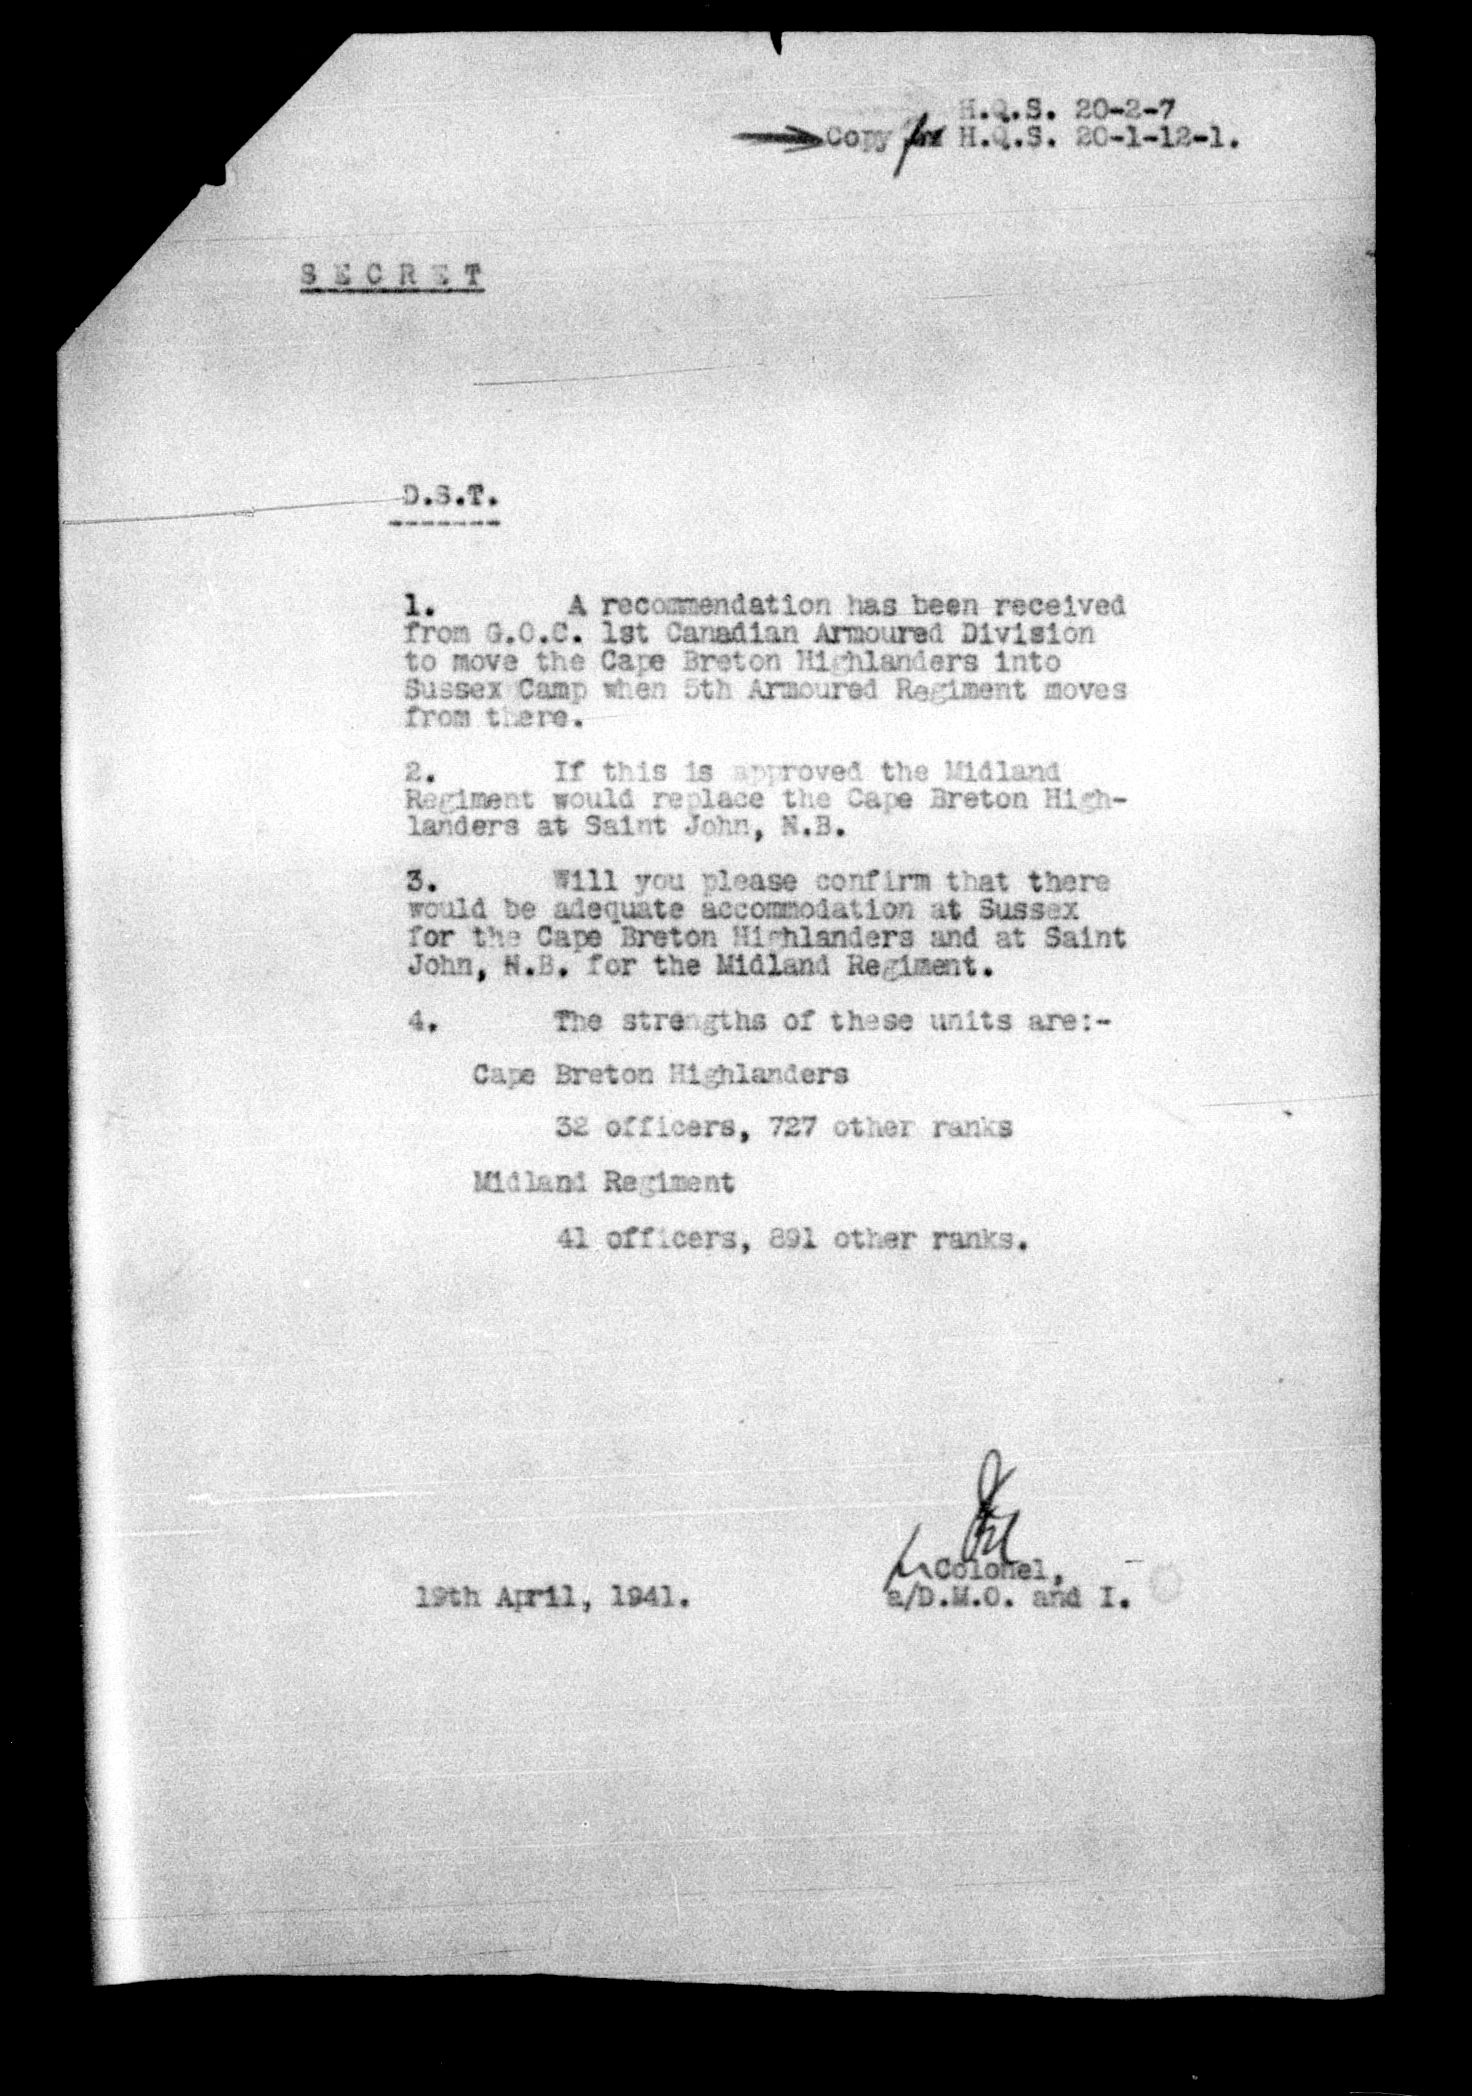 H.Q.S. 20-2-7
Copy for H.Q.S. 20-1-12-1.
SECRET
D.S.T.
1. A recommendation has been received
from G.O.C. 1st Canadian Armoured Division
to move the Cape Breton Highlanders into
Sussex Camp when 5th Armoured Regiment moves
from there.
2. If this is approved the Midland
Regiment would replace the Cape Breton High-
landers at Saint John, N.B.
3. Will you please confirm that there
would be adequate accommodation at Sussex
for the Cape Breton Highlanders and at Saint
John, N.B. for the Midland Regiment.
4. The strengths of these units are:-
Cape Breton Highlanders
32 officers, 727 other ranks
Midland Regiment
41 officers, 891 other ranks.
Colonel,
19th April, 1941. a/D.M.O. and I.